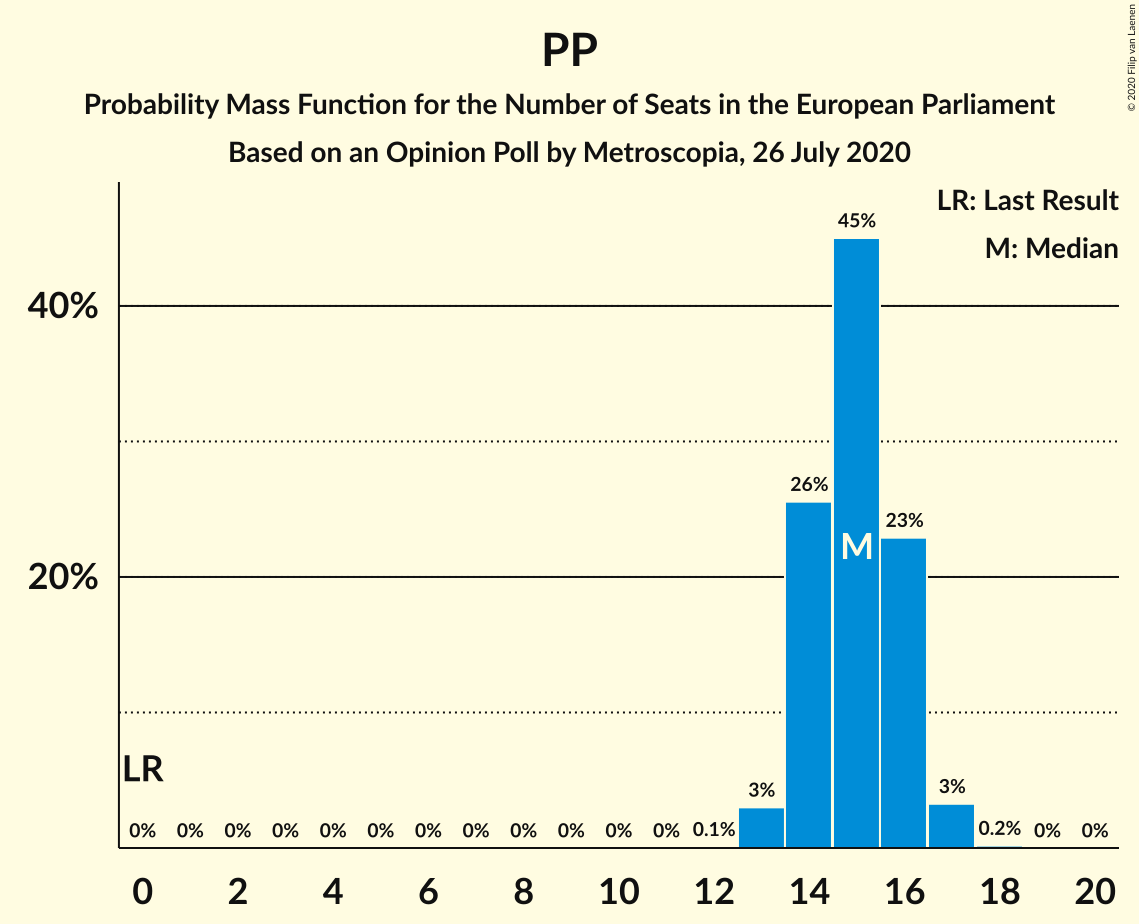 PP
Probability Mass Function for the Number of Seats in the European Parliament
Based on an Opinion Poll by Metroscopia, 26 July 2020
© 2020 Filip van Laenen
LR: Last Result
M: Median
45%
40%
26%
23%
M
20%
LR
3%
3%
0% 0% 0% 0% 0% 0% 0% 0% 0% 0% 0% 0% 0.1% 0.2% 0% 0%
0 2 4 6 8 10 12 14 16 18 20